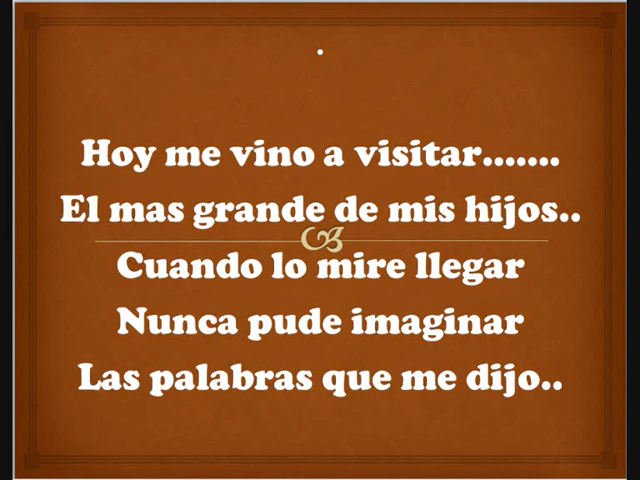 .
Hoy me vino a visitar.......
El mas grande de mis hijos..
Cuando lo mire llegar
Nunca pude imaginar
Las palabras que me dijo..